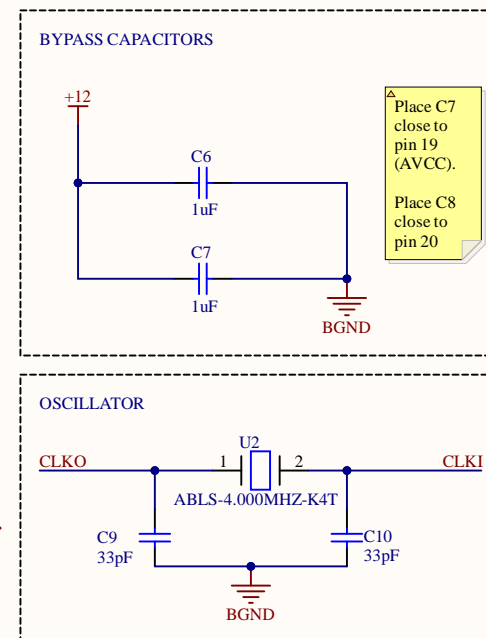 BYPASS CAPACITORS
+12
C6
1uF
C7
1uF
BGND
Place C7
close to
pin 19
(AVCC).
Place C8
close to
pin 20
OSCILLATOR
CLKO
1
U2
2
CLKI
ABLS-4.000MHZ-K4T
C9
33pF
C10
33pF
BGND